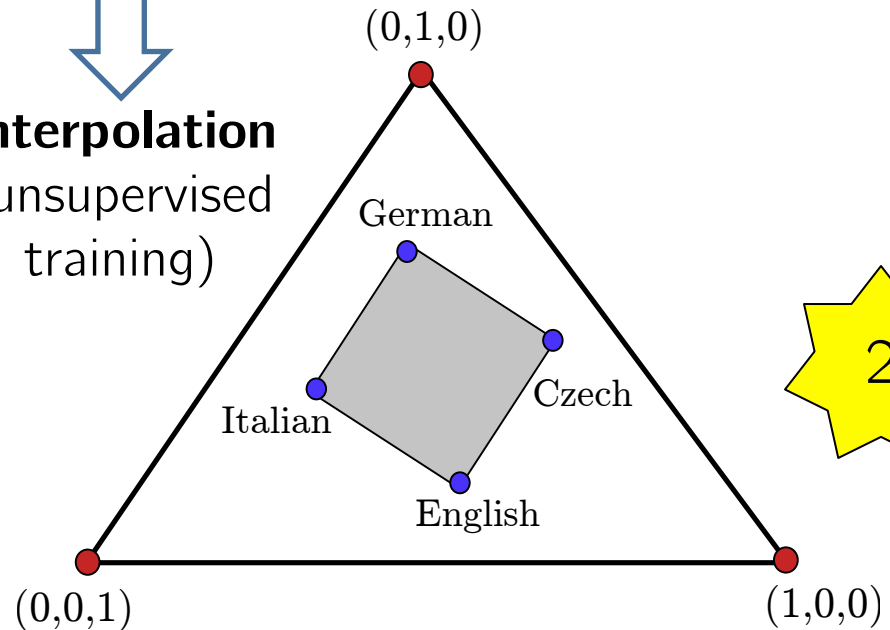 (0,1,0)
nterpolation
unsupervised
training)
German
Czech
Italian
English
2
(0,0,1)
(1,0,0)